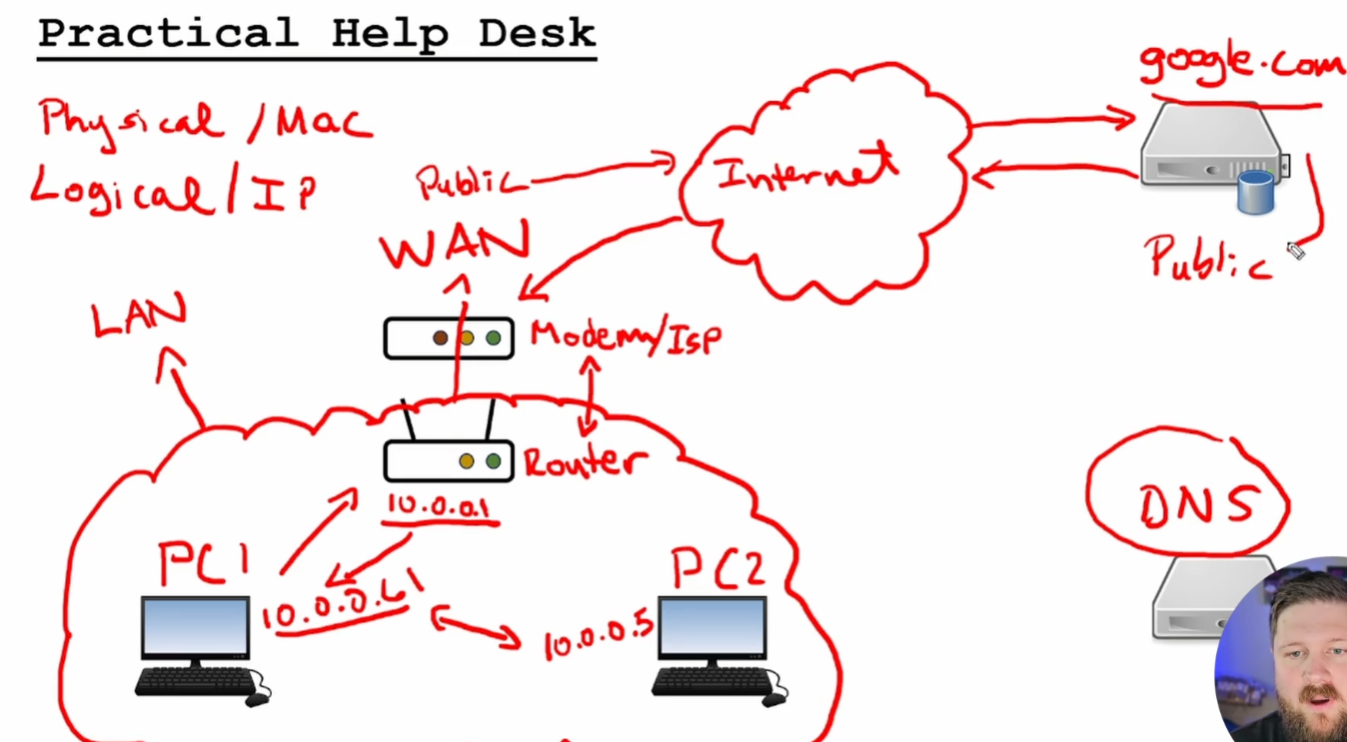 Practical Help Desk
google.com
Physical/Mac
Logical/IP
Public
Internet
WAN
Public
LAN
Modem/Isp
Router
10.0.0.1
DNS
PC1
PC2
10.0.0.61
10.0.0.5